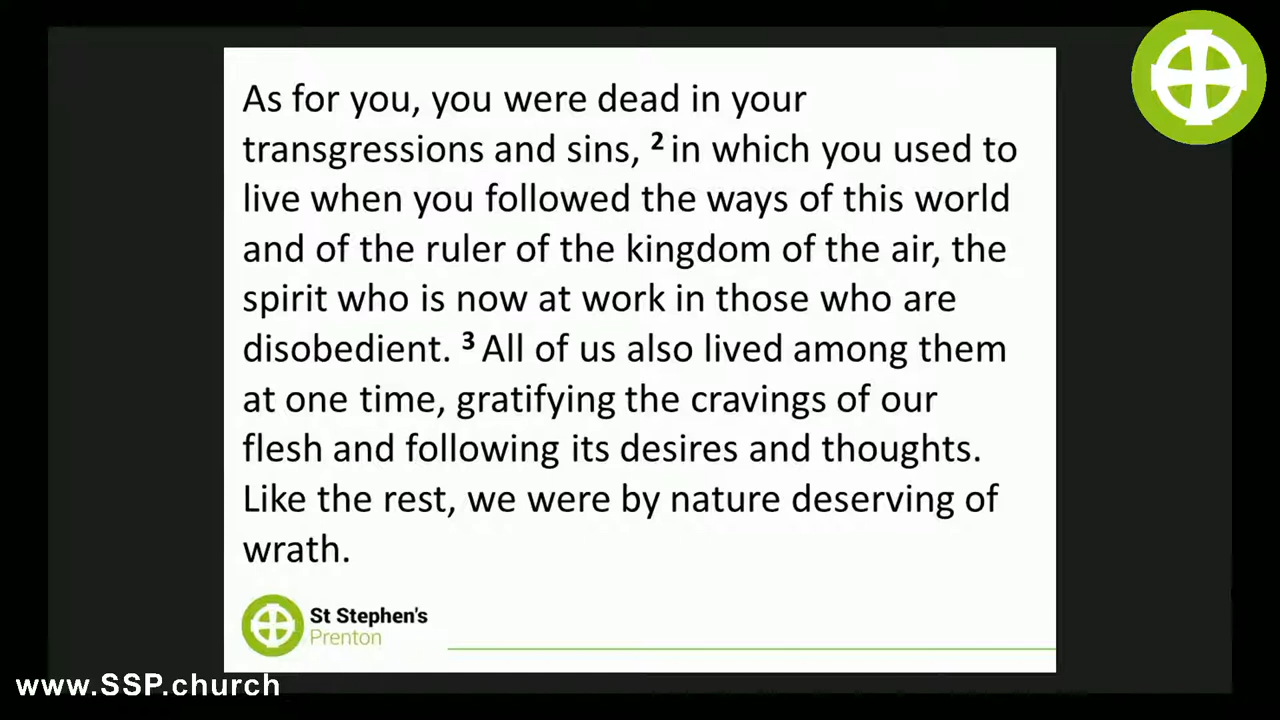 As for you, you were dead in your
transgressions and sins, 2 in which you used to
live when you followed the ways of this world
and of the ruler of the kingdom of the air, the
spirit who is now at work in those who are
disobedient. 3 All of us also lived among them
at one time, gratifying the cravings of our
flesh and following its desires and thoughts.
Like the rest, we were by nature deserving of
wrath.
St Stephen's
Prenton
www.SSP.church